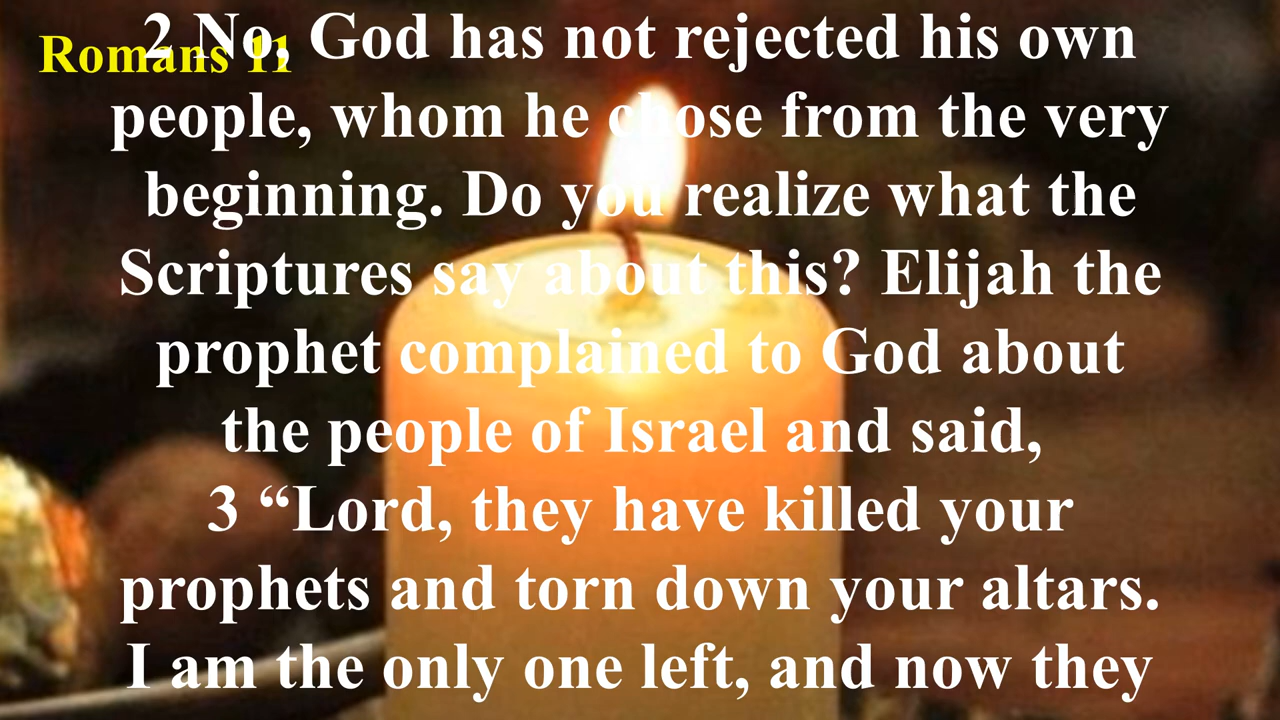 Romans 11
2 No, God has not rejected his own
people, whom he chose from the very
beginning. Do you realize what the
Scriptures say about this? Elijah the
prophet complained to God about
the people of Israel and said,
3 “Lord, they have killed your
prophets and torn down your altars.
I am the only one left, and now they